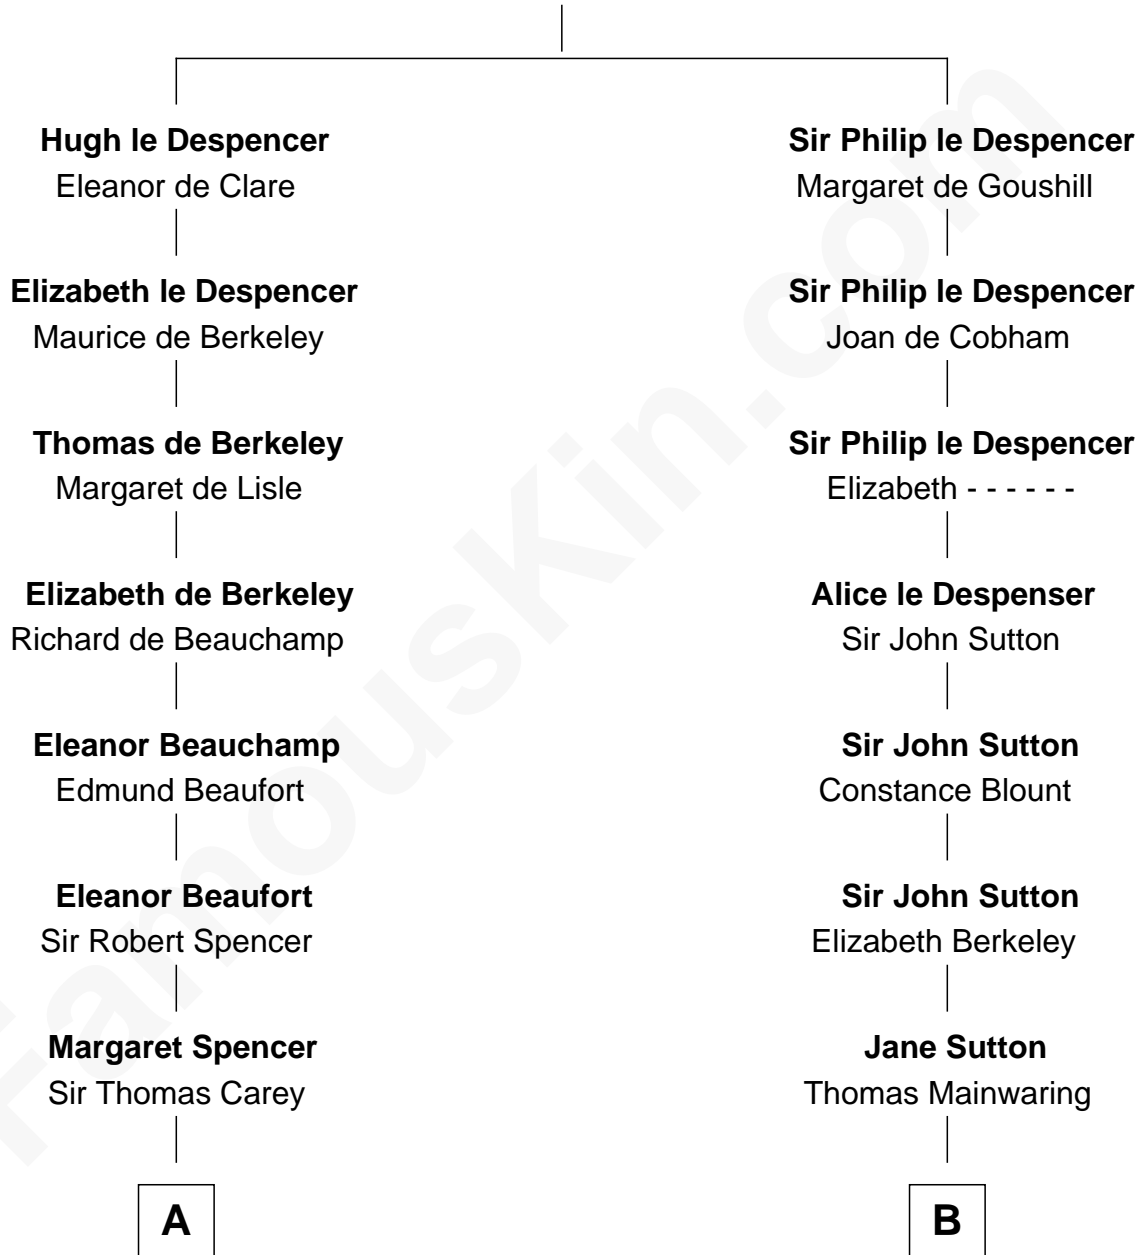 Hugh le Despencer
Eleanor de Clare
Elizabeth le Despencer
Maurice de Berkeley
Thomas de Berkeley
Margaret de Lisle
Elizabeth de Berkeley
Richard de Beauchamp
Eleanor Beauchamp
Edmund Beaufort
Eleanor Beaufort
Sir Robert Spencer
Margaret Spencer
Sir Thomas Carey
A
Sir Philip le Despencer
Margaret de Goushill
Sir Philip le Despencer
Joan de Cobham
Sir Philip le Despencer
Elizabeth - - - - - -
Alice le Despenser
Sir John Sutton
Sir John Sutton
Constance Blount
Sir John Sutton
Elizabeth Berkeley
Jane Sutton
Thomas Mainwaring
B
FamousKin.com